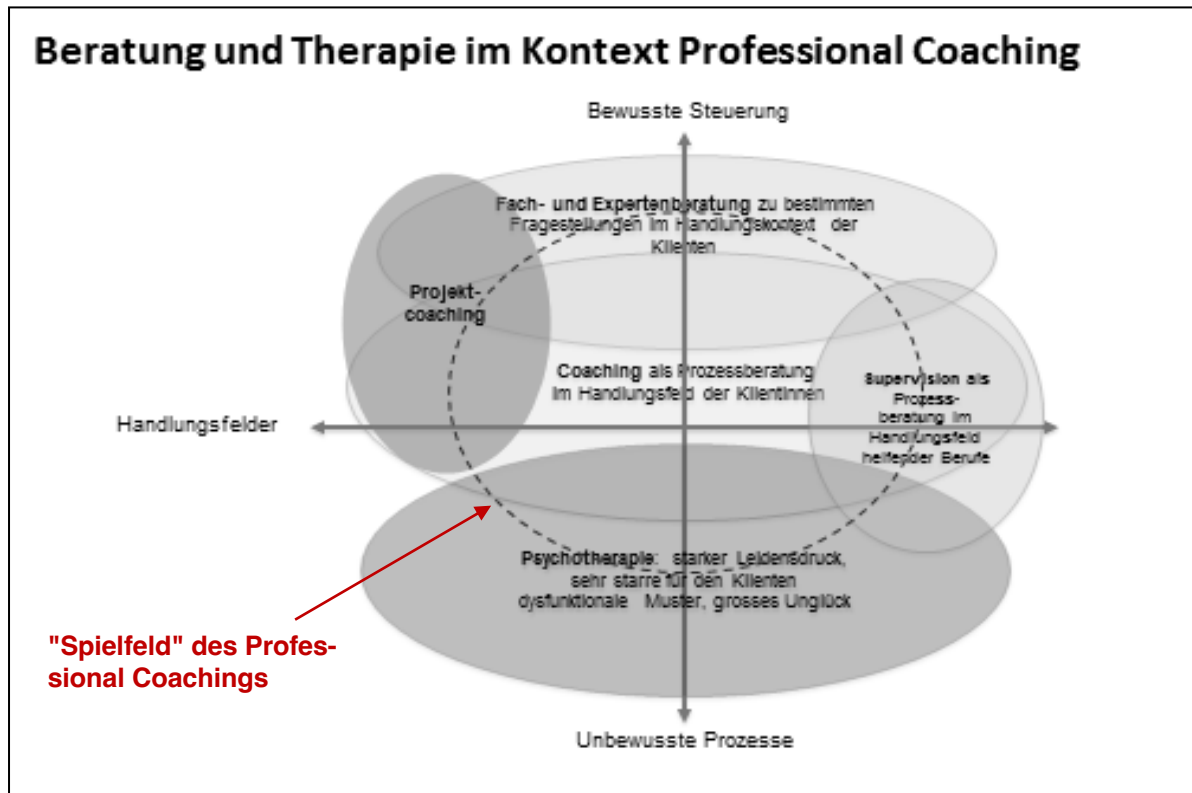 Beratung und Therapie im Kontext Professional Coaching
Bewusste Steuerung
Fach- und Expertenberatung zu bestimmten
Fragestellungen im Handlungskontext der
Klienten
Projekt-
coaching
Coaching als Prozessberatung
im Handlungsfeld der Klientinnen
Supervision als
Prozess-
beratung im
Handlungsfeld
helfender Berufe
Handlungsfelder
Psychotherapie: starker Leidensdruck,
sehr starre für den Klienten
dysfunktionale Muster, grosses Unglück
"Spielfeld" des Profes-
sional Coachings
Unbewusste Prozesse